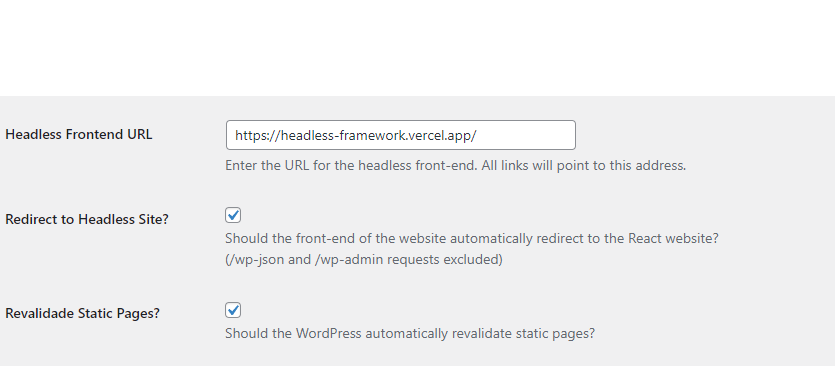 Headless Frontend URL
https://headless-framework.vercel.app/
Enter the URL for the headless front-end. All links will point to this address.
Redirect to Headless Site?
Should the front-end of the website automatically redirect to the React website?
(/wp-json and /wp-admin requests excluded)
Revalidade Static Pages?
Should the WordPress automatically revalidate static pages?